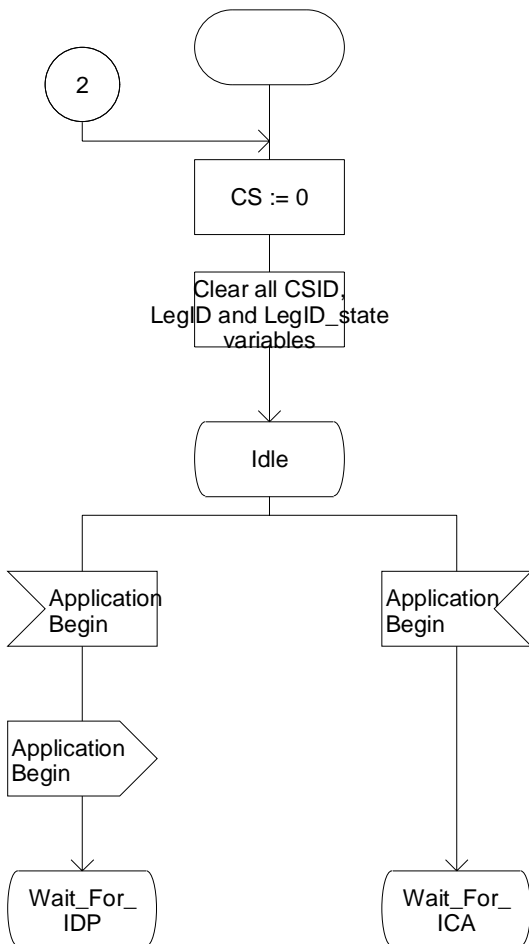 2
CS := 0
Clear all CSID,
LegID and LegID_state
variables
Idle
Application
Begin
Application
Begin
Application
Begin
Wait_For_
IDP
Wait_For_
ICA